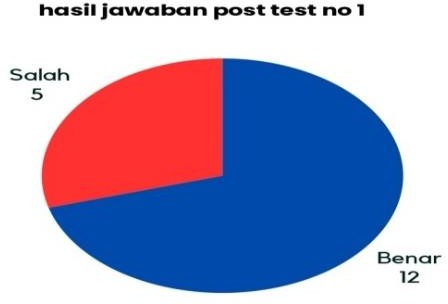 hasil jawaban post test no 1
Salah
5
Benar
12